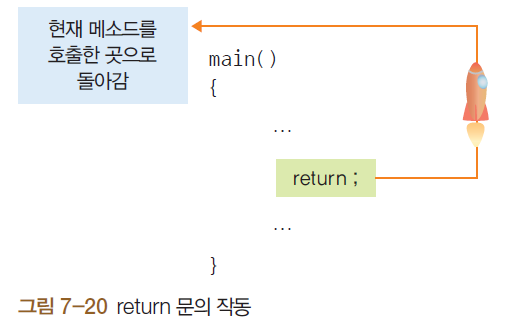 현재 메소드를
호출한 곳으로
돌아감
main()
{
…
return ;
…
}
그림 7-20 return 문의 작동